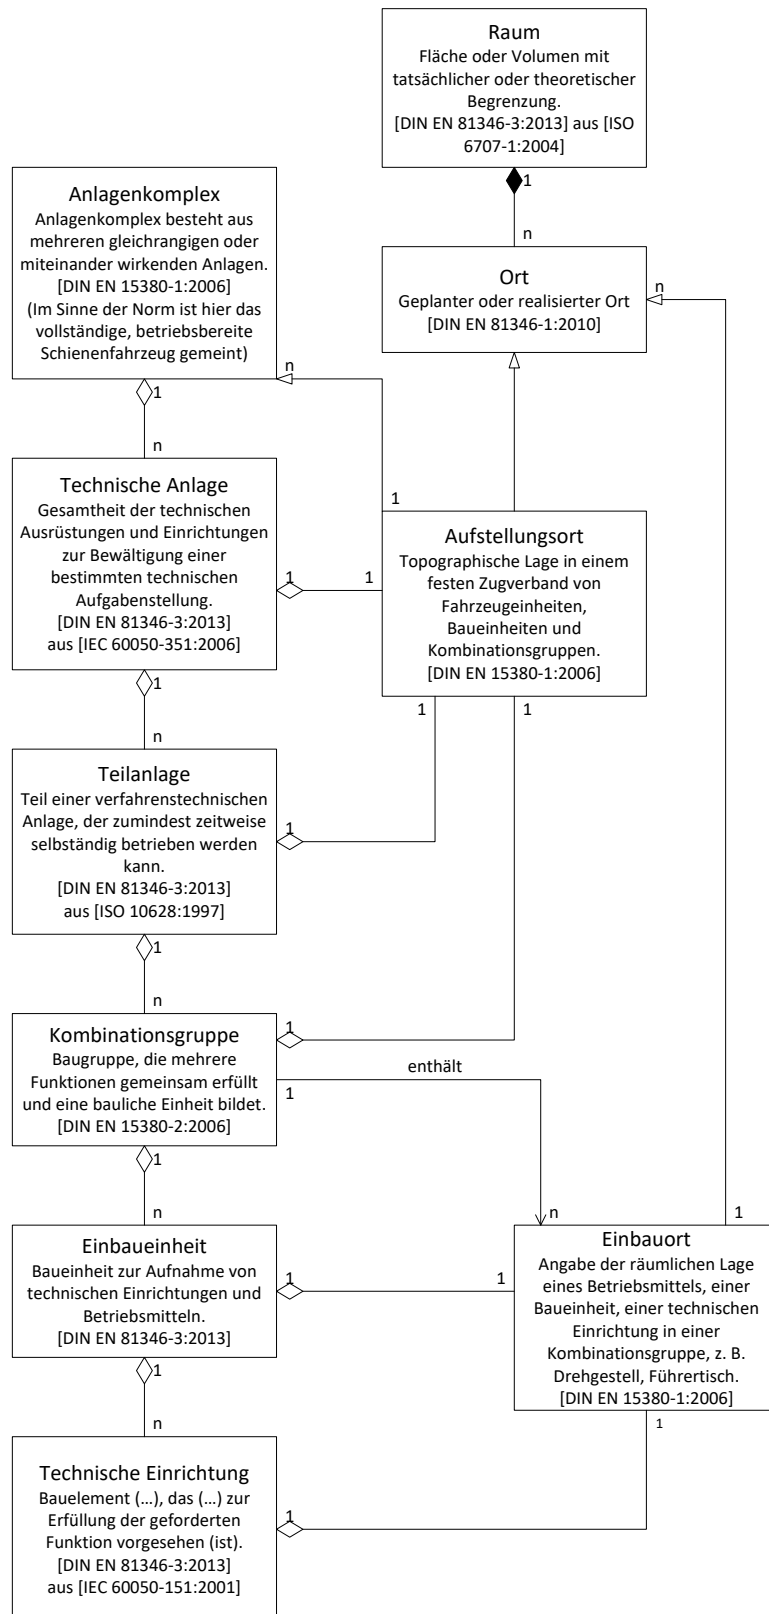 Raum
Fläche oder Volumen mit
tatsächlicher oder theoretischer
Begrenzung.
[DIN EN 81346-3:2013] aus [ISO
6707-1:2004]
1
n
Anlagenkomplex
Anlagenkomplex besteht aus
mehreren gleichrangigen oder
miteinander wirkenden Anlagen.
[DIN EN 15380-1:2006]
(Im Sinne der Norm ist hier das
vollständige, betriebsbereite
Schienenfahrzeug gemeint)
Ort
Geplanter oder realisierter Ort
[DIN EN 81346-1:2010]
n
n
1
n
1
Technische Anlage
Gesamtheit der technischen
Ausrüstungen und Einrichtungen
zur Bewältigung einer
bestimmten technischen
Aufgabenstellung.
[DIN EN 81346-3:2013]
aus [IEC 60050-351:2006]
1
1
Aufstellungsort
Topographische Lage in einem
festen Zugverband von
Fahrzeugeinheiten,
Baueinheiten und
Kombinationsgruppen.
[DIN EN 15380-1:2006]
1
n
1
1
Teilanlage
Teil einer verfahrenstechnischen
Anlage, der zumindest zeitweise
selbständig betrieben werden
kann.
[DIN EN 81346-3:2013]
aus [ISO 10628:1997]
1
1
n
Kombinationsgruppe
Baugruppe, die mehrere
Funktionen gemeinsam erfüllt
und eine bauliche Einheit bildet.
[DIN EN 15380-2:2006]
1
enthält
1
n
1
1
n
Einbaueinheit
Baueinheit zur Aufnahme von
technischen Einrichtungen und
Betriebsmitteln.
[DIN EN 81346-3:2013]
1
1
Einbauort
Angabe der räumlichen Lage
eines Betriebsmittels, einer
Baueinheit, einer technischen
Einrichtung in einer
Kombinationsgruppe, z. B.
Drehgestell, Führertisch.
[DIN EN 15380-1:2006]
1
n
1
Technische Einrichtung
Bauelement (...), das (...) zur
Erfüllung der geforderten
Funktion vorgesehen (ist).
[DIN EN 81346-3:2013]
aus [IEC 60050-151:2001]
1